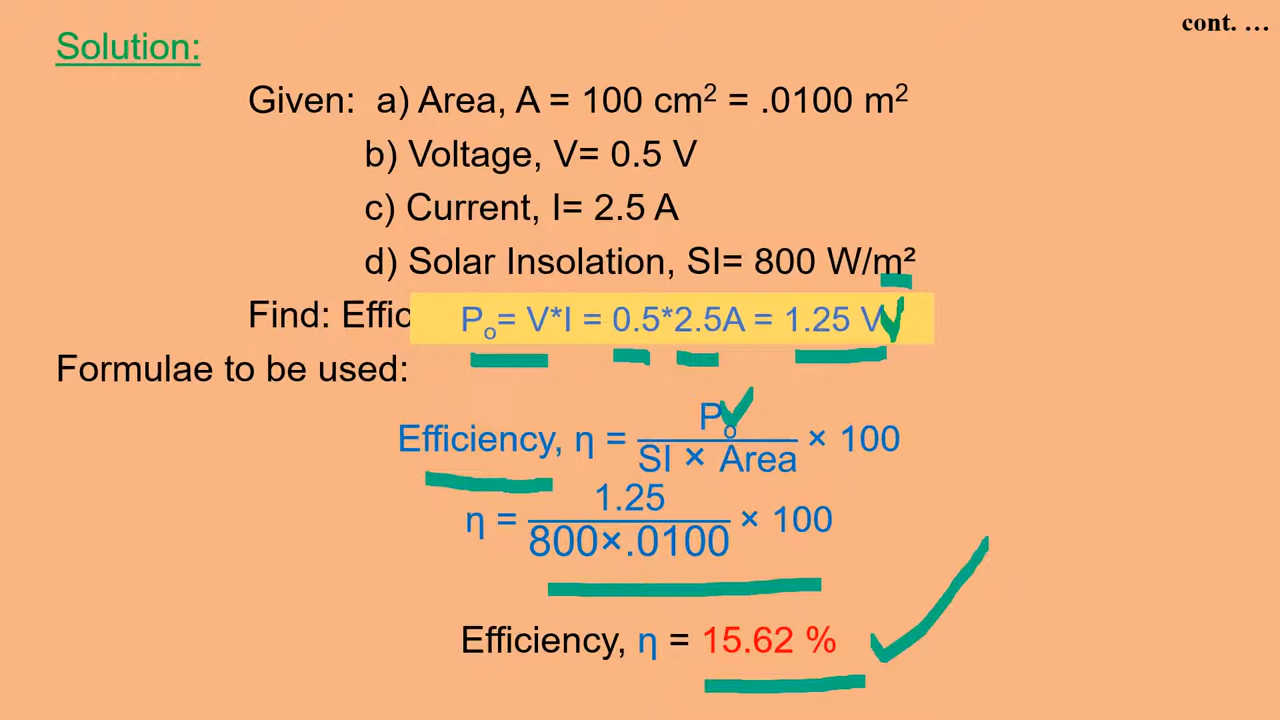 cont. ...
Solution:
Given: a) Area, A = 100 cm² = .0100 m²
b) Voltage, V= 0.5 V
c) Current, I= 2.5 A
d) Solar Insolation, SI= 800 W/m²
Find:
Pₒ= V*I = 0.5*2.5A = 1.25
Formulae to be used:
Efficiency, η = Pₒ / SI × Area × 100
η = 1.25 / 800×.0100 × 100
Efficiency, η = 15.62 %